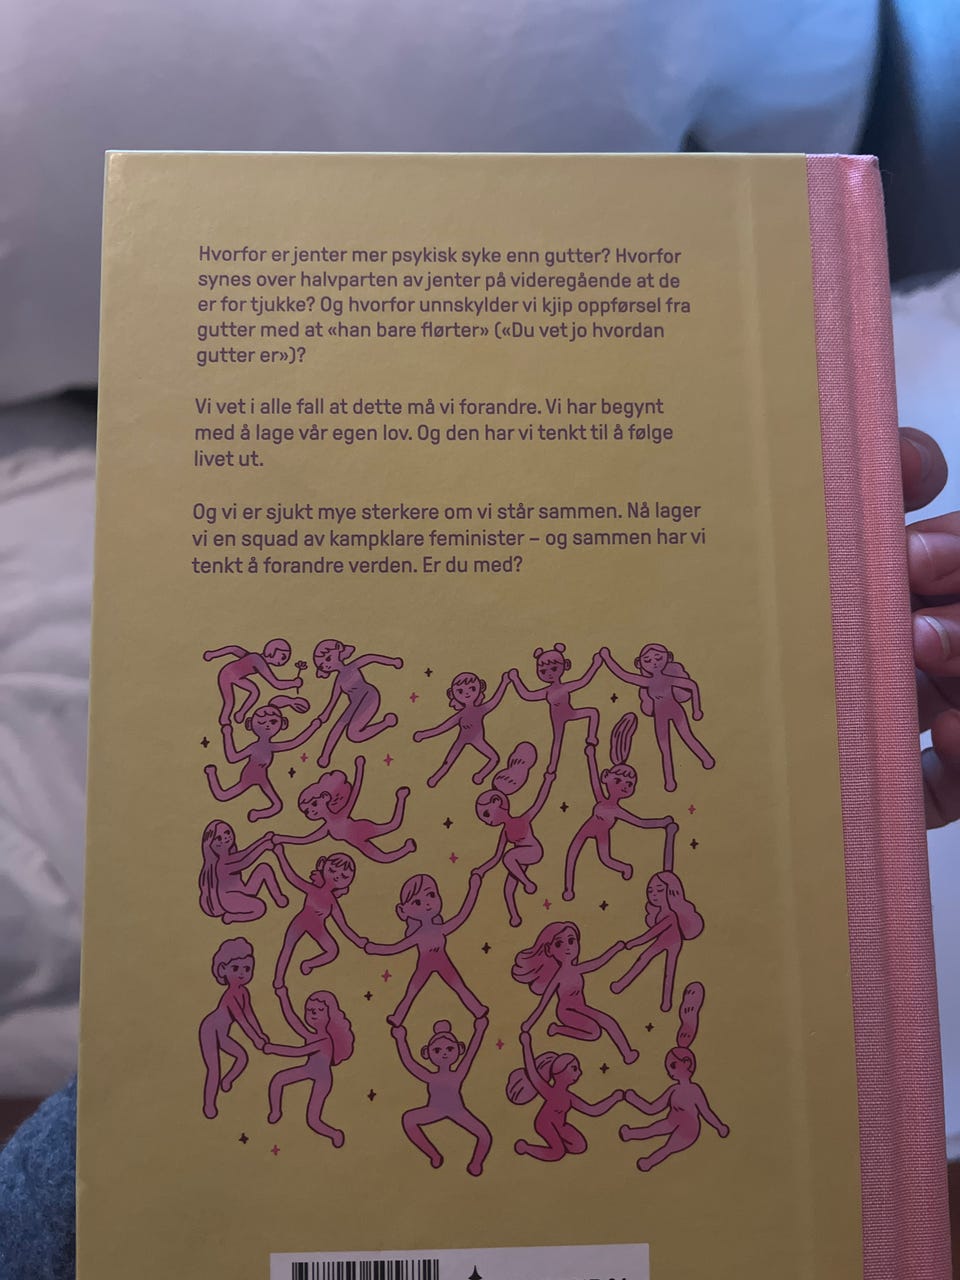 Hvorfor er jenter mer psykisk syke enn gutter? Hvorfor
synes over halvparten av jenter på videregående at de
er for tjukke? Og hvorfor unnskylder vi kjip oppførsel fra
gutter med at «han bare flørter» («Du vet jo hvordan
gutter er»)?
Vi vet i alle fall at dette må vi forandre. Vi har begynt
med å lage vår egen lov. Og den har vi tenkt til å følge
livet ut.
Og vi er sjukt mye sterkere om vi står sammen. Nå lager
vi en squad av kampklare feminister – og sammen har vi
tenkt å forandre verden. Er du med?